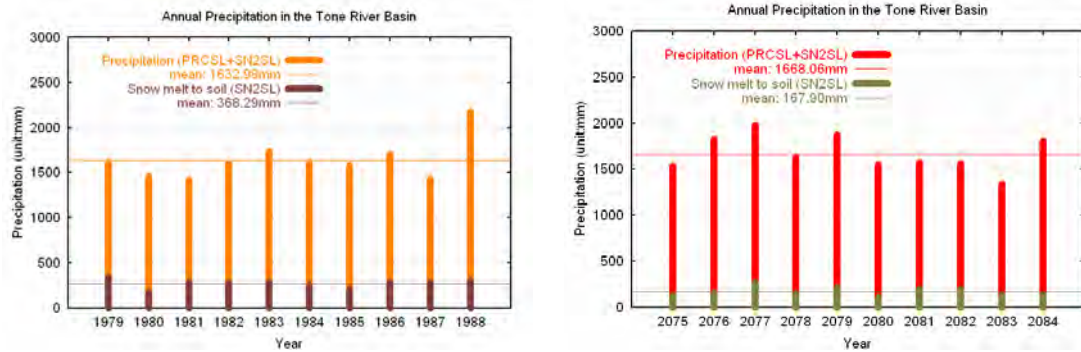 Annual Precipitation in the Tone River Basin
3000
2500
2000
1500
1000
500
0
Precipitation (unit:mm)
Precipitation (PRCSL+SN2SL)
mean: 1632.99mm
Snow melt to soil (SN2SL)
mean: 368.29mm
1979 1980 1981 1982 1983 1984 1985 1986 1987 1988
Year
Annual Precipitation in the Tone River Basin
3000
2500
2000
1500
1000
500
0
Precipitation (unit:mm)
Precipitation (PRCSL+SN2SL)
mean: 1668.06mm
Snow melt to soil (SN2SL)
mean: 167.90mm
2075 2076 2077 2078 2079 2080 2081 2082 2083 2084
Year